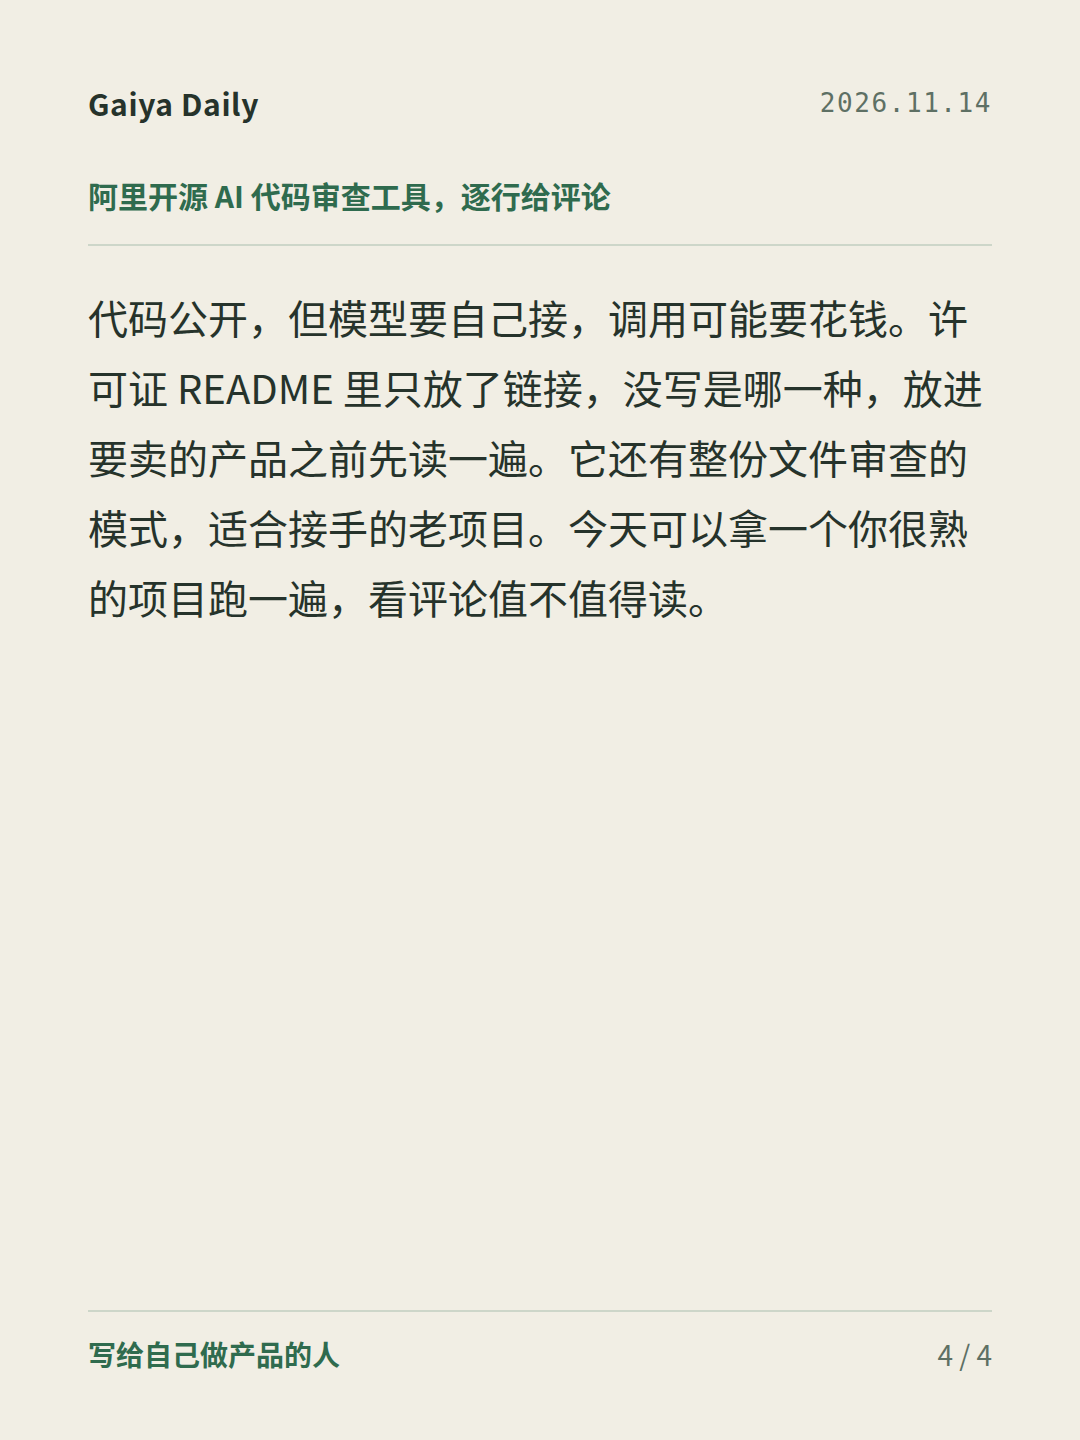 Gaiya Daily
2026.11.14
阿里开源 AI 代码审查工具，逐行给评论
代码公开，但模型要自己接，调用可能要花钱。许
可证 README 里只放了链接，没写是哪一种，放进
要卖的产品之前先读一遍。它还有整份文件审查的
模式，适合接手的老项目。今天可以拿一个你很熟
的项目跑一遍，看评论值不值得读。
写给自己做产品的人
4 / 4